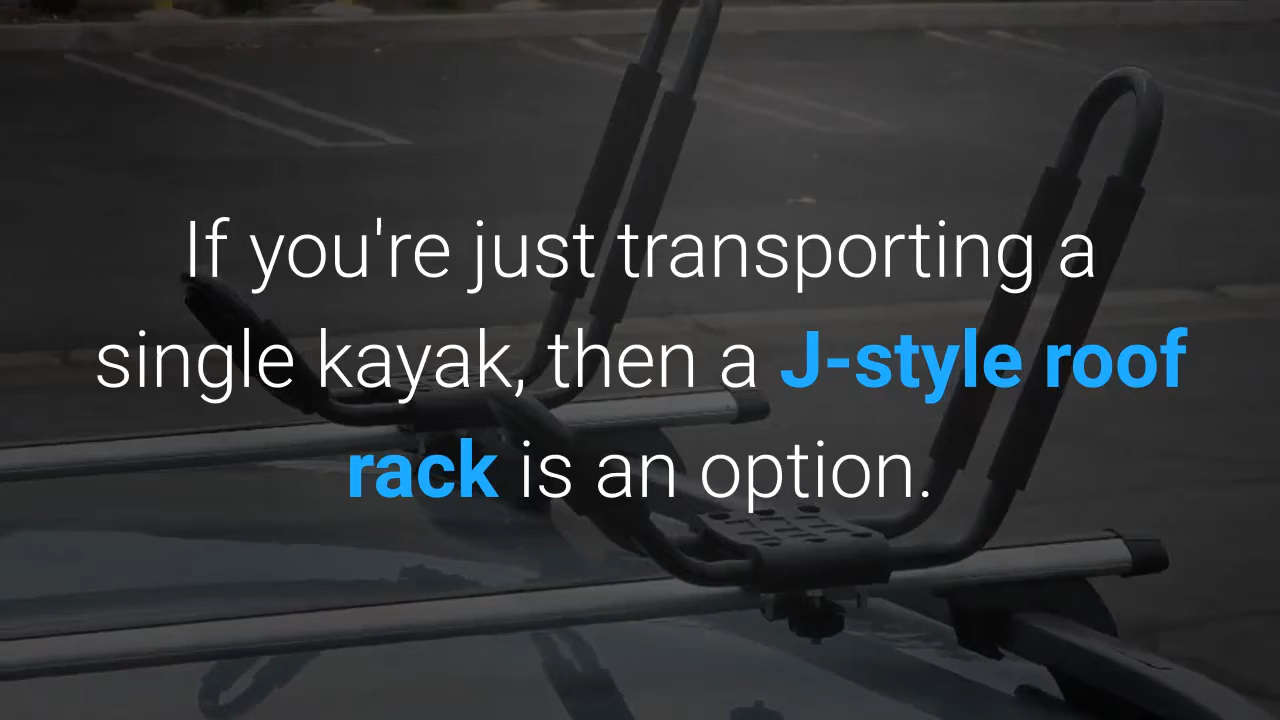 If you're just transporting a
single kayak, then a J-style roof
rack is an option.